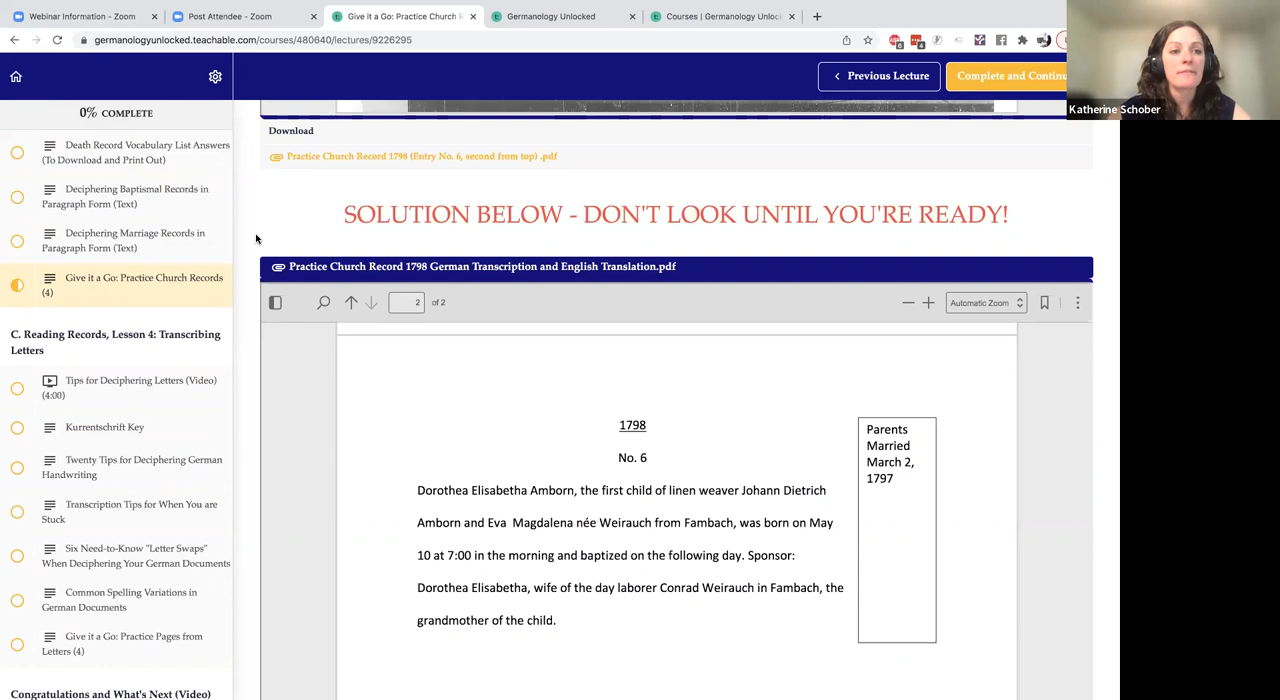 Webinar Information - Zoom
Post Attendee - Zoom
Give it a Go: Practice Church R
Germanology Unlocked
Courses | Germanology Unloc
germanologyunlocked.teachable.com/courses/480640/lectures/9226295
6
4
Previous Lecture
Complete and Continu
Katherine Schober
0% COMPLETE
Death Record Vocabulary List Answers
(To Download and Print Out)
Deciphering Baptismal Records in
Paragraph Form (Text)
Deciphering Marriage Records in
Paragraph Form (Text)
Give it a Go: Practice Church Records
(4)
C. Reading Records, Lesson 4: Transcribing
Letters
Tips for Deciphering Letters (Video)
(4:00)
Kurrentschrift Key
Twenty Tips for Deciphering German
Handwriting
Transcription Tips for When You are
Stuck
Six Need-to-Know "Letter Swaps"
When Deciphering Your German Documents
Common Spelling Variations in
German Documents
Give it a Go: Practice Pages from
Letters (4)
Congratulations and What's Next (Video)
Download
Practice Church Record 1798 (Entry No. 6, second from top) .pdf
SOLUTION BELOW - DON'T LOOK UNTIL YOU'RE READY!
Practice Church Record 1798 German Transcription and English Translation.pdf
2 of 2
Automatic Zoom
1798
No. 6
Dorothea Elisabetha Amborn, the first child of linen weaver Johann Dietrich
Amborn and Eva Magdalena née Weirauch from Fambach, was born on May
10 at 7:00 in the morning and baptized on the following day. Sponsor:
Dorothea Elisabetha, wife of the day laborer Conrad Weirauch in Fambach, the
grandmother of the child.
Parents
Married
March 2,
1797